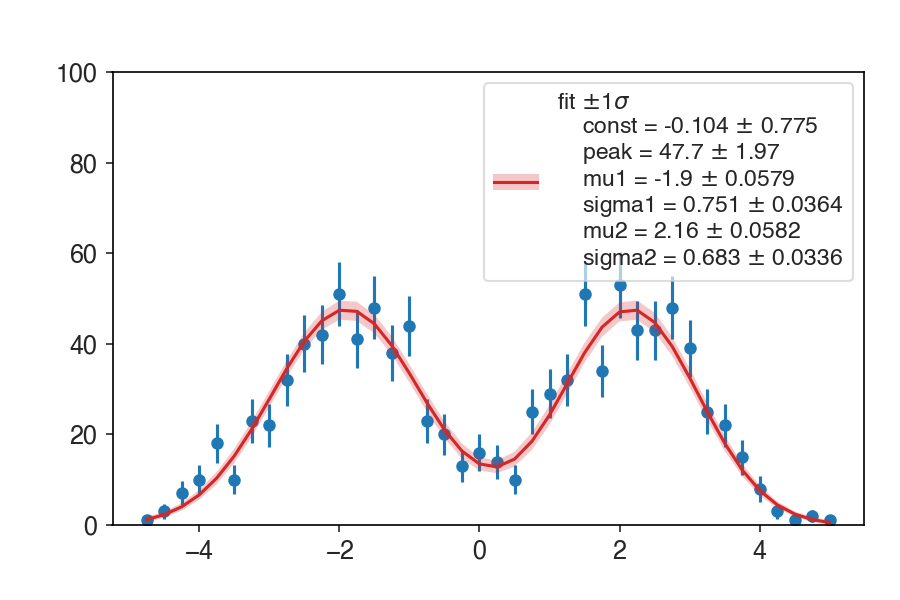 100
80
60
40
20
0
−4
−2
0
2
4
fit ±1σ
const = -0.104 ± 0.775
peak = 47.7 ± 1.97
mu1 = -1.9 ± 0.0579
sigma1 = 0.751 ± 0.0364
mu2 = 2.16 ± 0.0582
sigma2 = 0.683 ± 0.0336